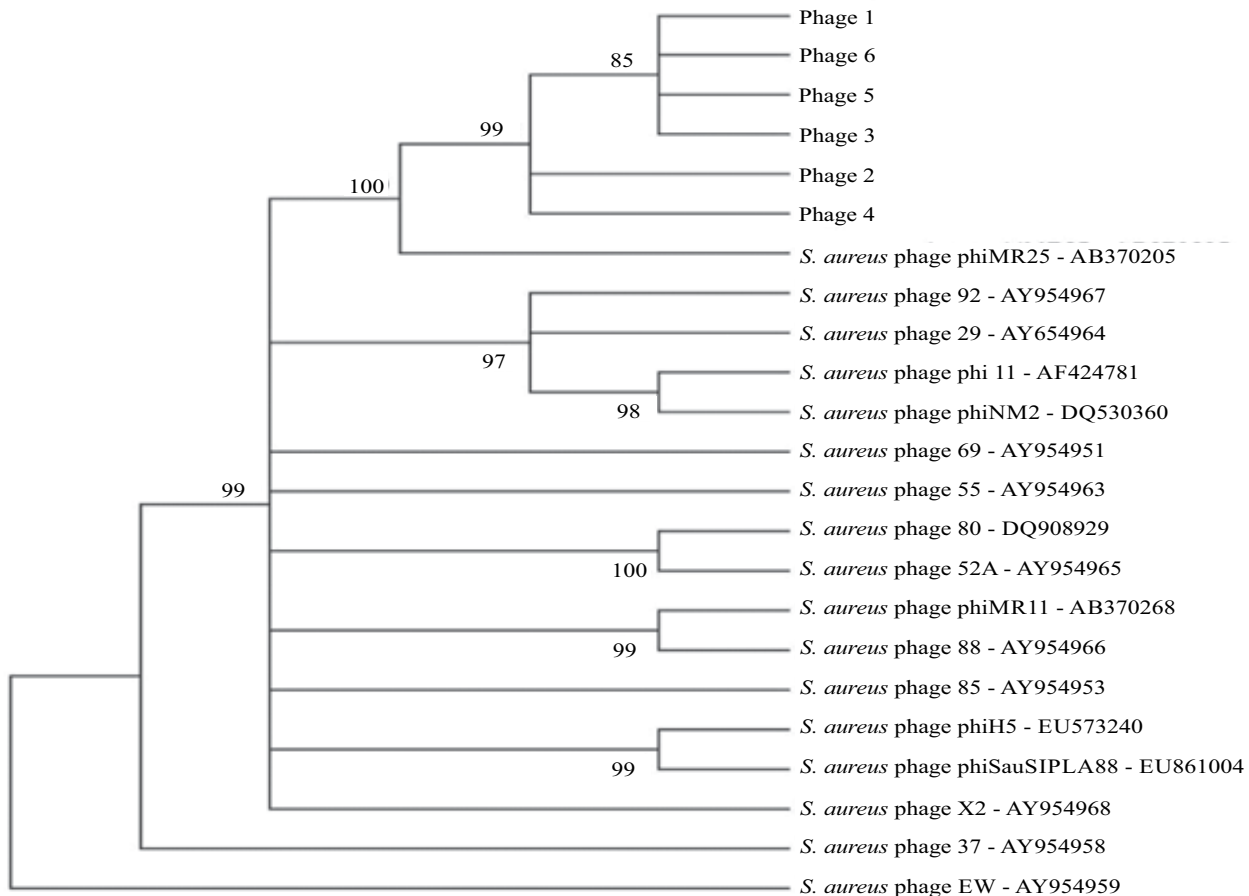 Phage 1
Phage 6
85
Phage 5
Phage 3
99
Phage 2
100
Phage 4
S. aureus phage phiMR25 - AB370205
S. aureus phage 92 - AY954967
S. aureus phage 29 - AY654964
97
S. aureus phage phi 11 - AF424781
98
S. aureus phage phiNM2 - DQ530360
S. aureus phage 69 - AY954951
99
S. aureus phage 55 - AY954963
S. aureus phage 80 - DQ908929
100
S. aureus phage 52A - AY954965
S. aureus phage phiMR11 - AB370268
99
S. aureus phage 88 - AY954966
S. aureus phage 85 - AY954953
S. aureus phage phiH5 - EU573240
99
S. aureus phage phiSauSIPLA88 - EU861004
S. aureus phage X2 - AY954968
S. aureus phage 37 - AY954958
S. aureus phage EW - AY954959